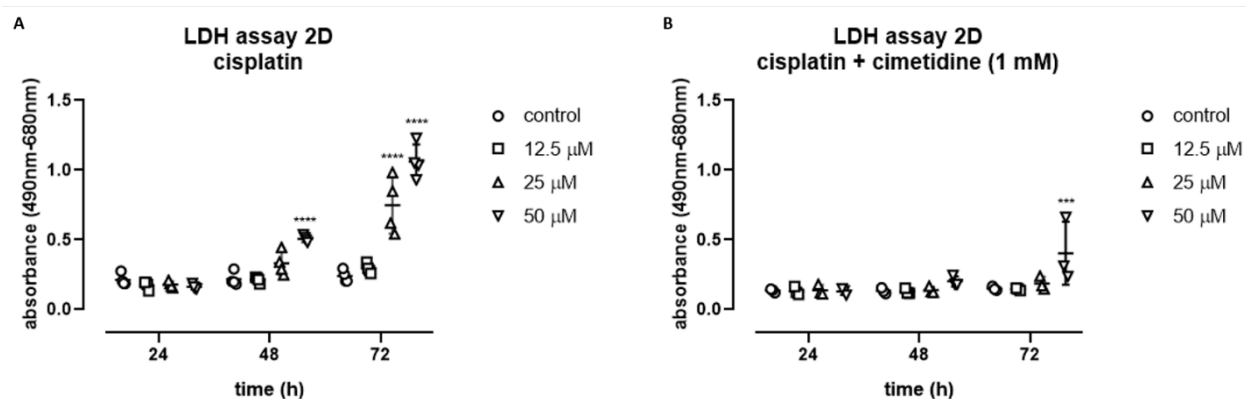 A
LDH assay 2D
cisplatin
absorbance (490nm-680nm)
1.5
1.0
0.5
0.0
****
****
****
24
48
72
time (h)
control
12.5 μM
25 μM
50 μM
B
LDH assay 2D
cisplatin + cimetidine (1 mM)
absorbance (490nm-680nm)
1.5
1.0
0.5
0.0
***
24
48
72
time (h)
control
12.5 μM
25 μM
50 μM